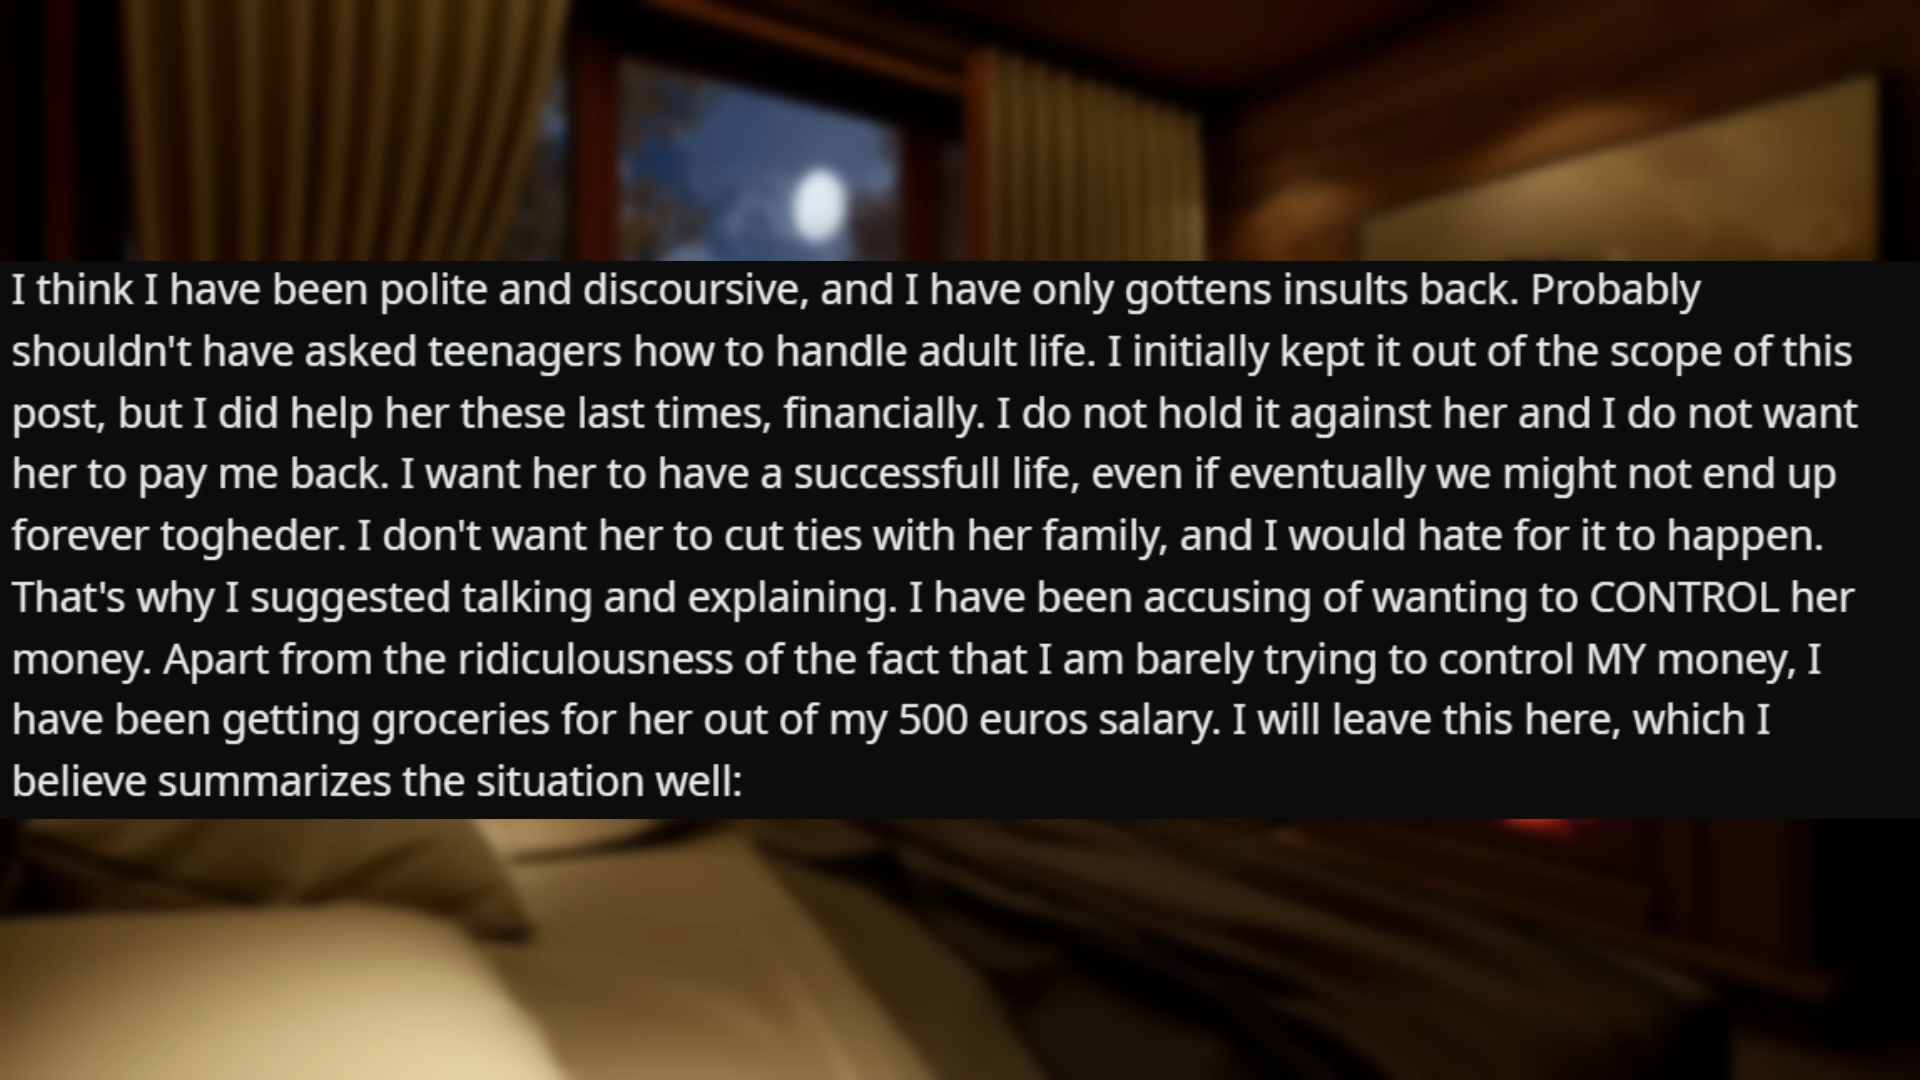 I think I have been polite and discoursive, and I have only gottens insults back. Probably
shouldn't have asked teenagers how to handle adult life. I initially kept it out of the scope of this
post, but I did help her these last times, financially. I do not hold it against her and I do not want
her to pay me back. I want her to have a successfull life, even if eventually we might not end up
forever togheder. I don't want her to cut ties with her family, and I would hate for it to happen.
That's why I suggested talking and explaining. I have been accusing of wanting to CONTROL her
money. Apart from the ridiculousness of the fact that I am barely trying to control MY money, I
have been getting groceries for her out of my 500 euros salary. I will leave this here, which I
believe summarizes the situation well: